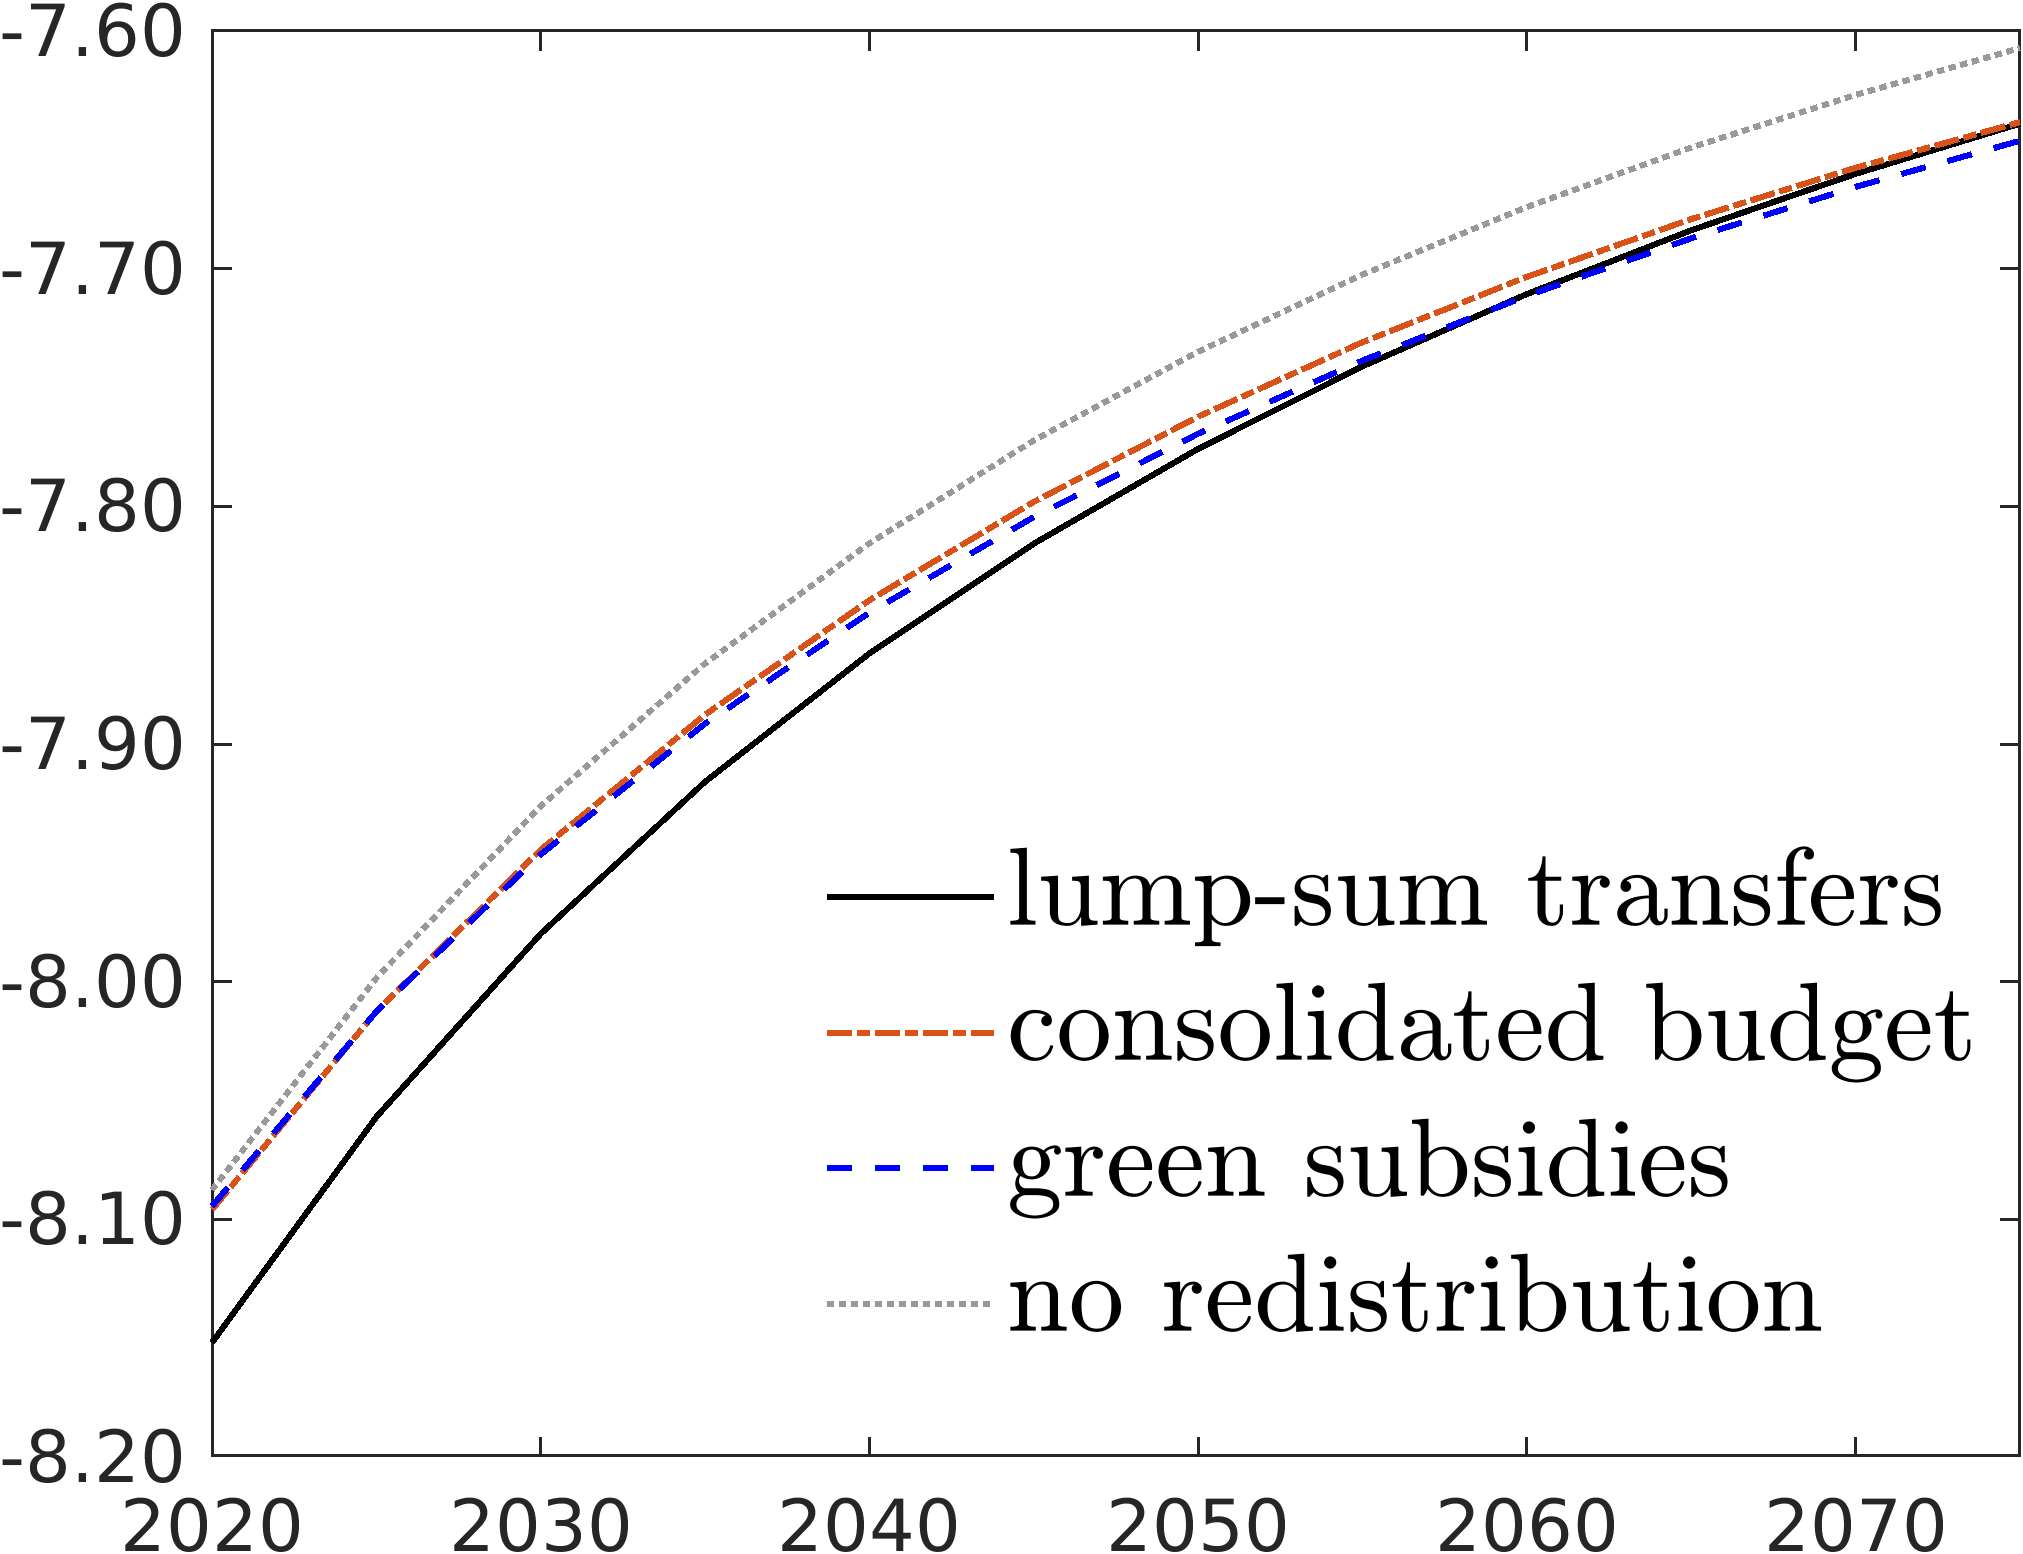 -7.60
-7.70
-7.80
-7.90
-8.00
-8.10
-8.20
lump-sum transfers
consolidated budget
green subsidies
no redistribution
2020 2030 2040 2050 2060 2070